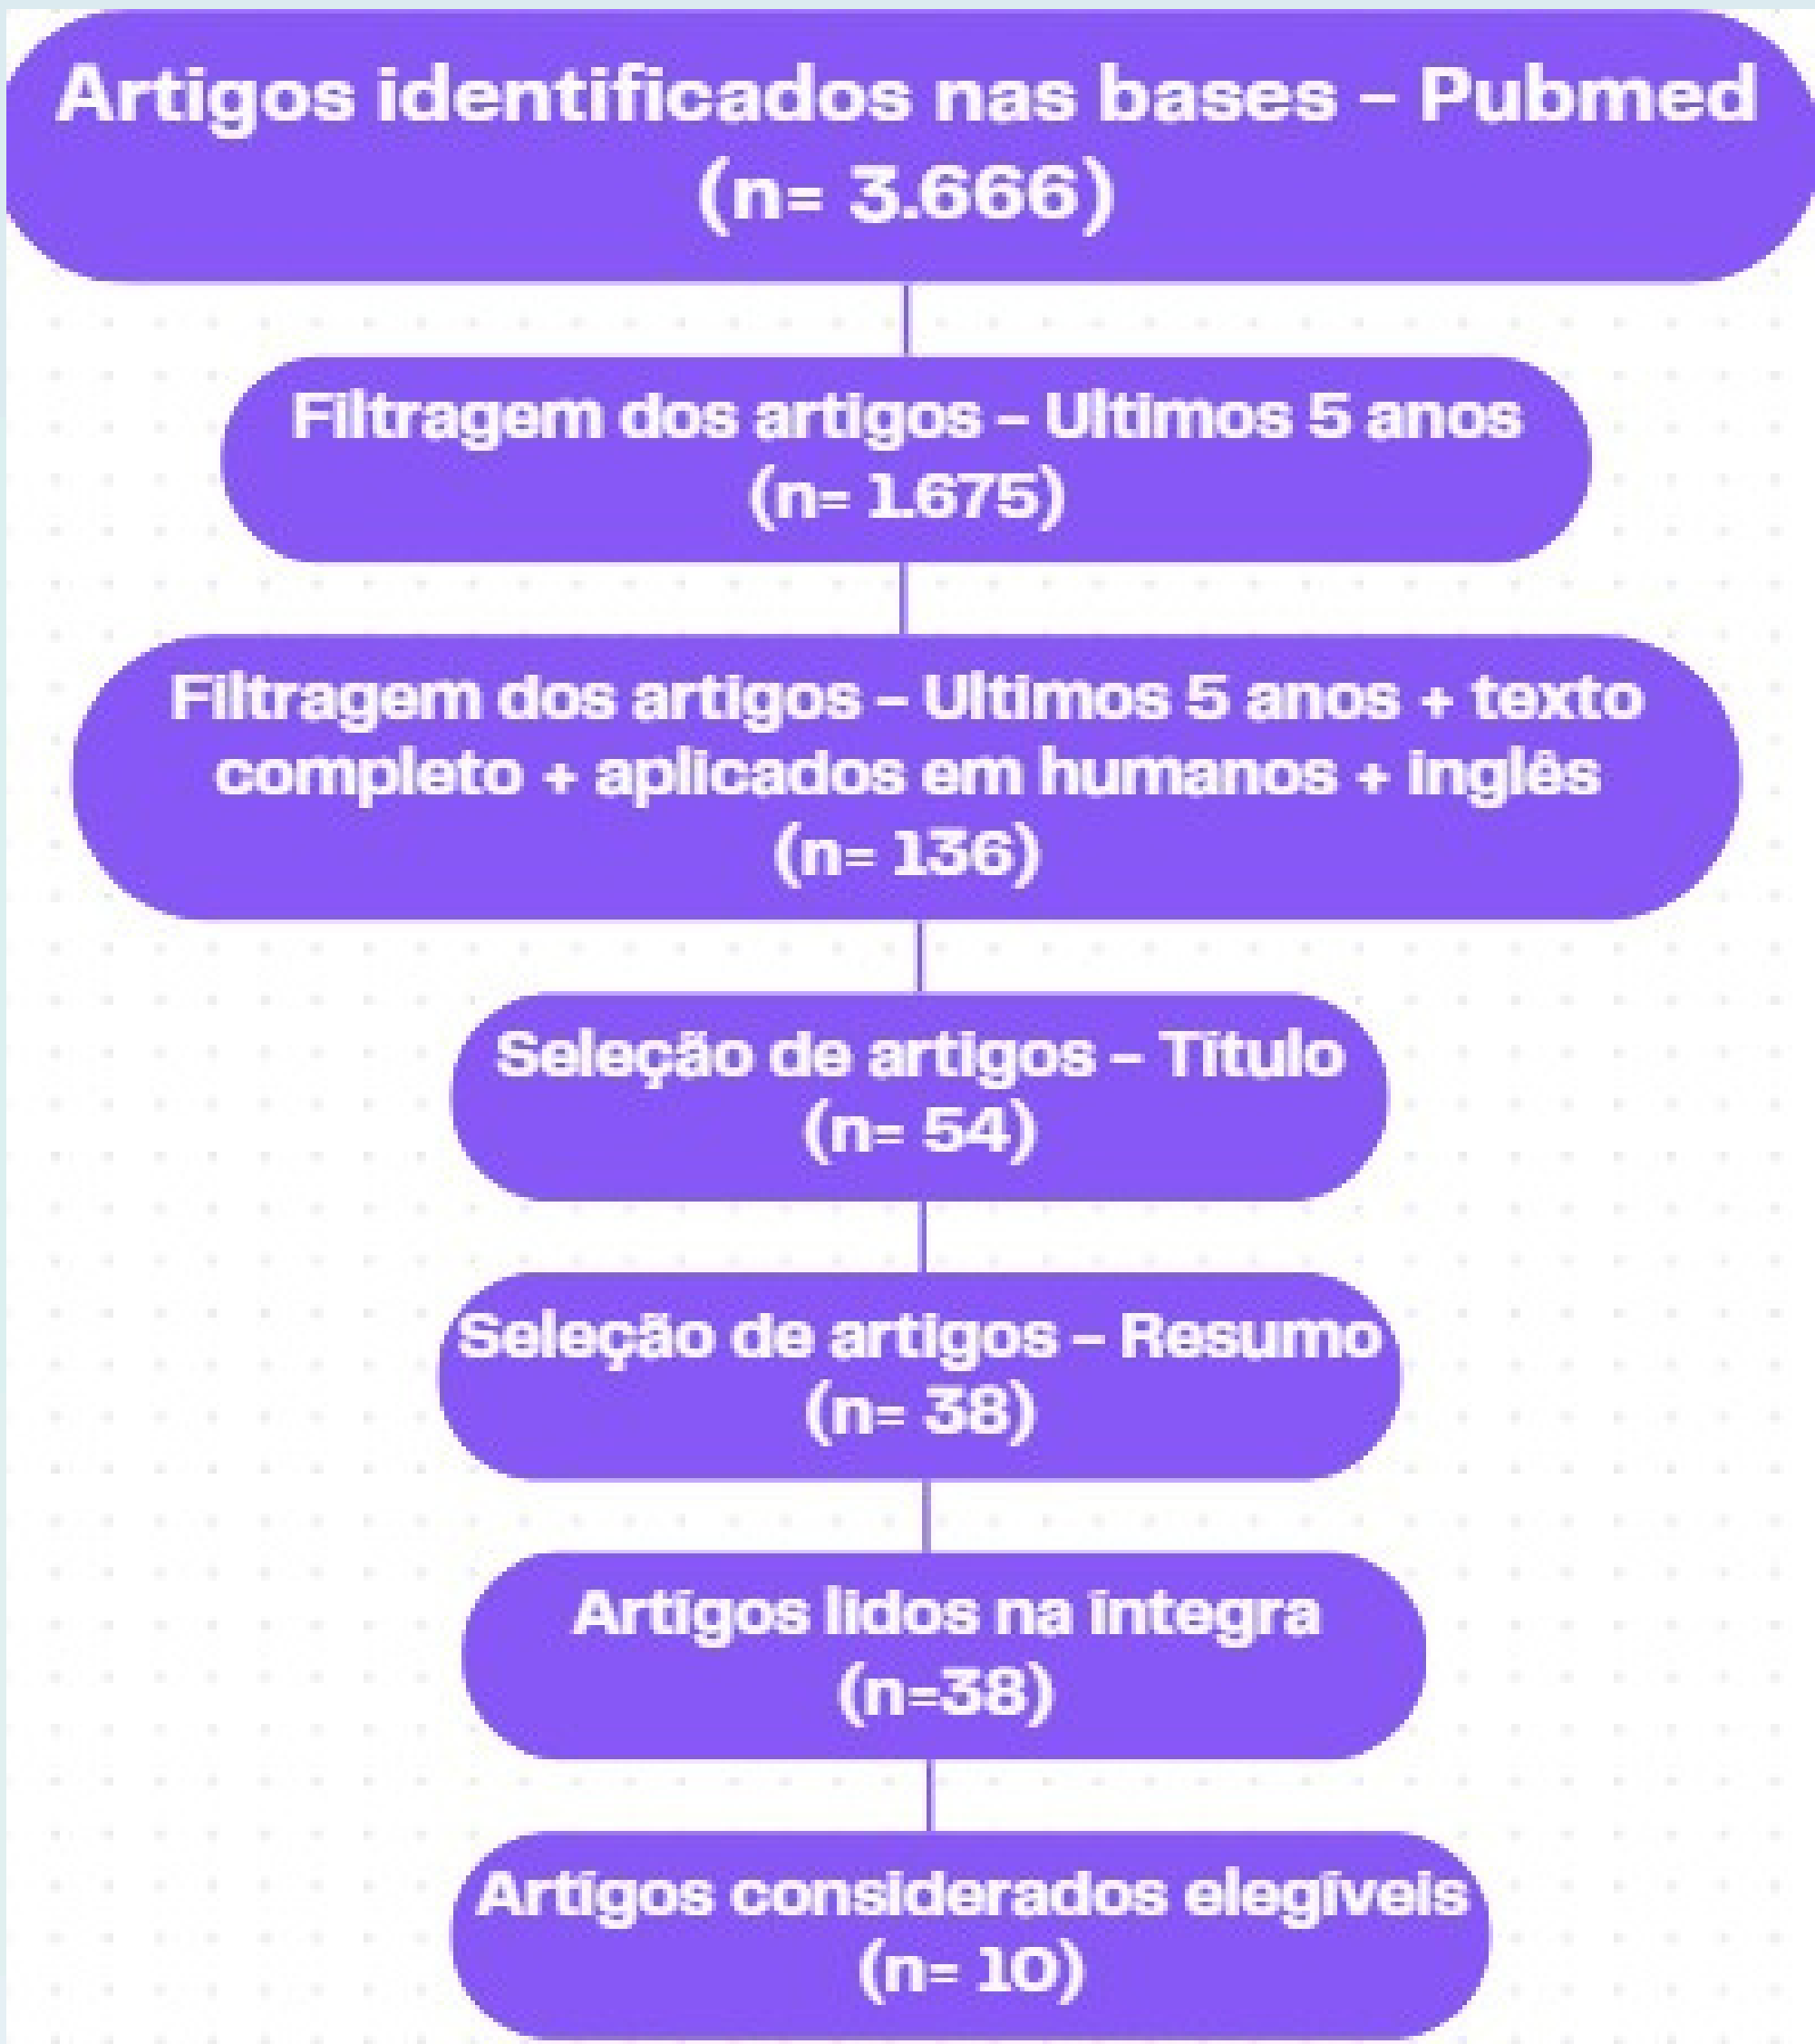 Artigos identificados nas bases – Pubmed
(n= 3.666)
Filtragem dos artigos – Ultimos 5 anos
(n= 1.675)
Filtragem dos artigos – Ultimos 5 anos + texto
completo + aplicados em humanos + inglês
(n= 136)
Seleção de artigos – Título
(n= 54)
Seleção de artigos – Resumo
(n= 38)
Artigos lidos na integra
(n=38)
Artigos considerados elegíveis
(n= 10)